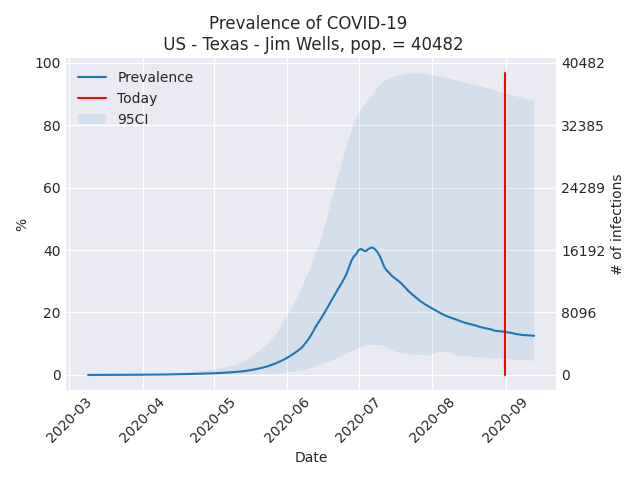 Prevalence of COVID-19
US - Texas - Jim Wells, pop. = 40482
100
80
60
40
20
0
%
40482
32385
24289
16192
8096
0
# of infections
Prevalence
Today
95CI
2020-03
2020-04
2020-05
2020-06
2020-07
2020-08
2020-09
Date